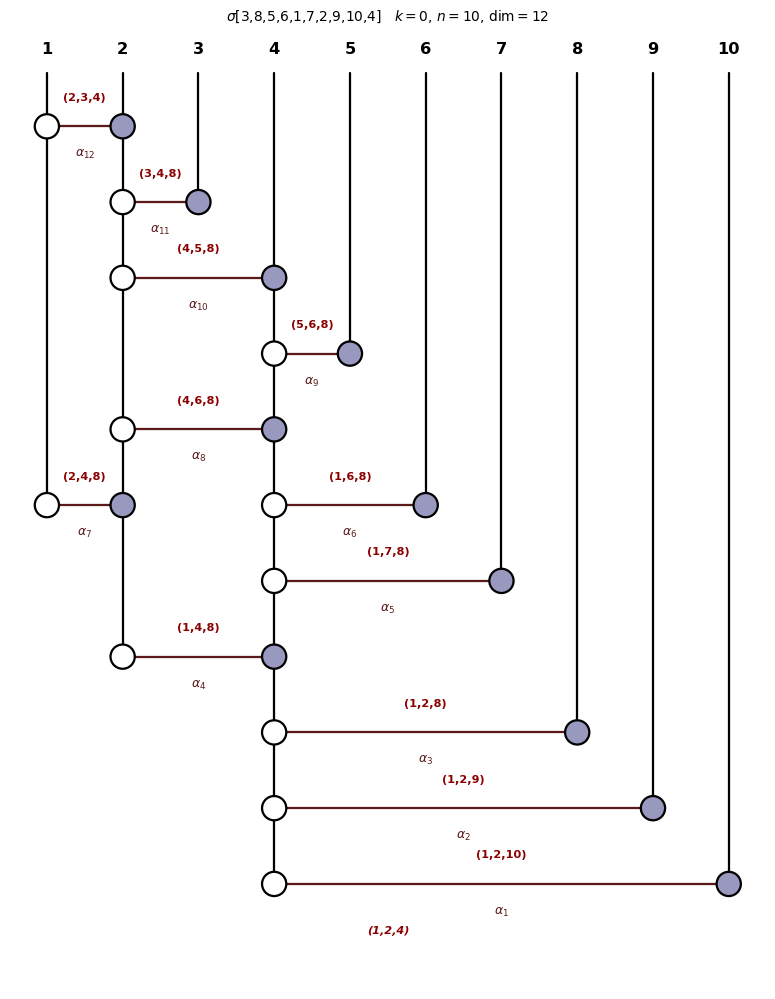 σ[3,8,5,6,1,7,2,9,10,4] k=0, n=10, dim=12
1 2 3 4 5 6 7 8 9 10
(2,3,4)
α12
(3,4,8)
α11
(4,5,8)
α10
(5,6,8)
α9
(4,6,8)
α8
(2,4,8) (1,6,8)
α7 α6
(1,7,8)
α5
(1,4,8)
α4
(1,2,8)
α3
(1,2,9)
α2
(1,2,10)
α1
(1,2,4)